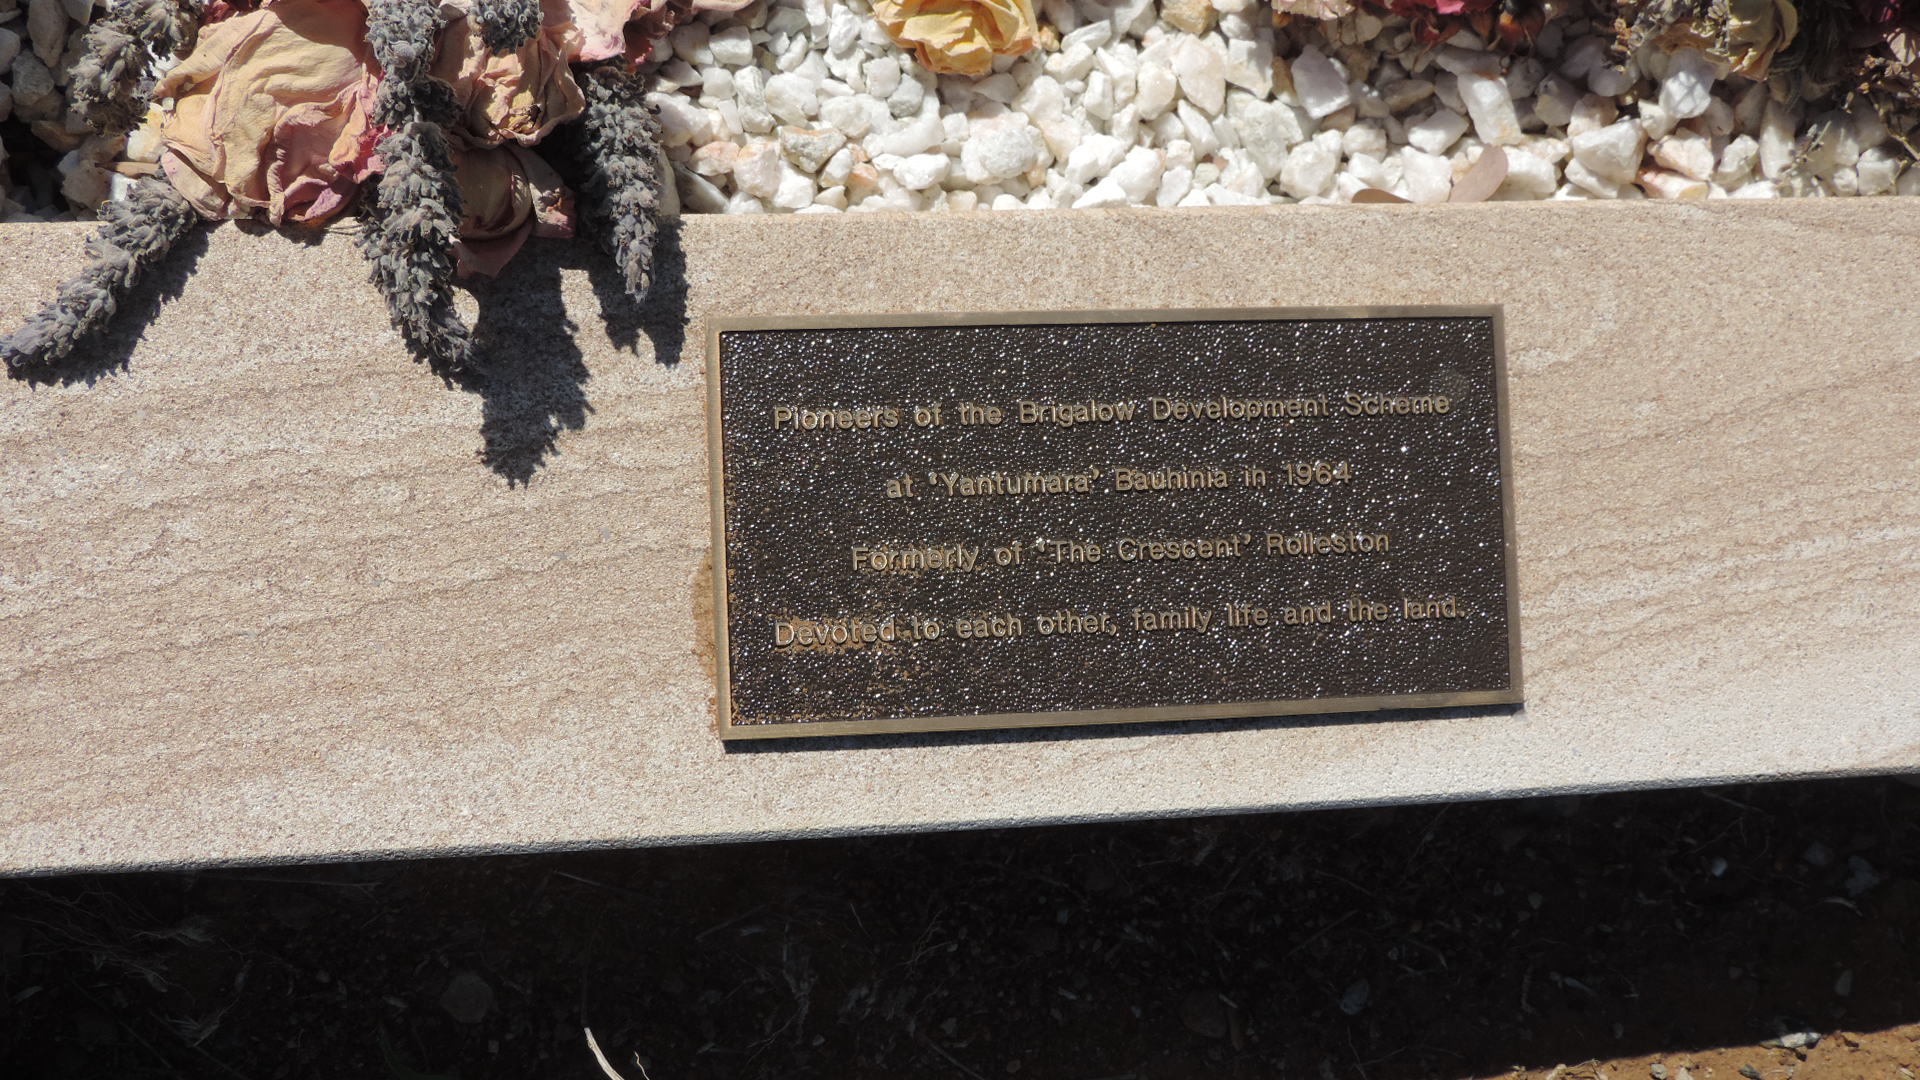 Pioneers of the Brigalow Development Scheme
at 'Yantumara' Bauhinia in 1964
Formerly of 'The Crescent' Rolleston
Devoted to each other, family life and the land.